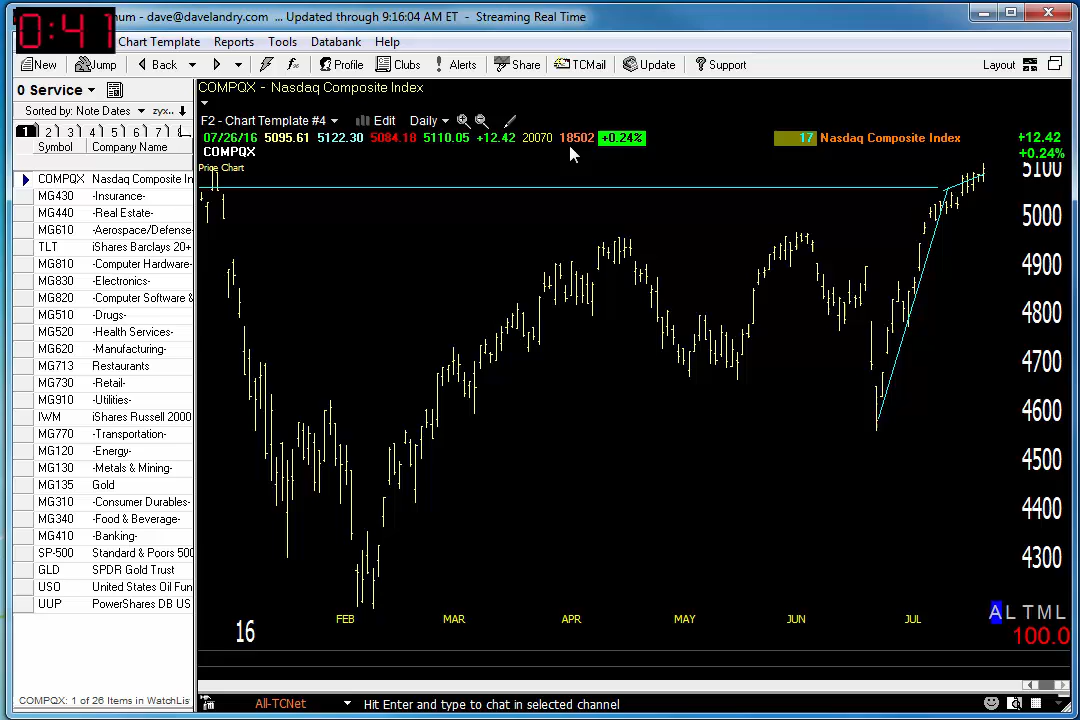 0:41
num - dave@davelandry.com ... Updated through 9:16:04 AM ET - Streaming Real Time
Chart Template Reports Tools Databank Help
New Jump Back Profile Clubs Alerts Share TCMail Update Support Layout
0 Service
COMPQX - Nasdaq Composite Index
Sorted by: Note Dates zyx..
F2 - Chart Template #4 Edit Daily
1 2 3 4 5 6 7
07/26/16 5095.61 5122.30 5084.18 5110.05 +12.42 20070 18502 +0.24% 17 Nasdaq Composite Index +12.42
Symbol Company Name
COMPQX +0.24%
Price Chart
COMPQX Nasdaq Composite In
MG430 -Insurance-
MG440 -Real Estate-
MG610 -Aerospace/Defense-
TLT iShares Barclays 20+
MG810 -Computer Hardware-
MG830 -Electronics-
MG820 -Computer Software &
MG510 -Drugs-
MG520 -Health Services-
MG620 -Manufacturing-
MG713 Restaurants
MG730 -Retail-
MG910 -Utilities-
IWM iShares Russell 2000
MG770 -Transportation-
MG120 -Energy-
MG130 -Metals & Mining-
MG135 Gold
MG310 -Consumer Durables-
MG340 -Food & Beverage-
MG410 -Banking-
SP-500 Standard & Poors 500
GLD SPDR Gold Trust
USO United States Oil Fun
UUP PowerShares DB US
5100
5000
4900
4800
4700
4600
4500
4400
4300
16 FEB MAR APR MAY JUN JUL
A L T M L
100.0
COMPQX: 1 of 26 Items in WatchList
All-TCNet Hit Enter and type to chat in selected channel